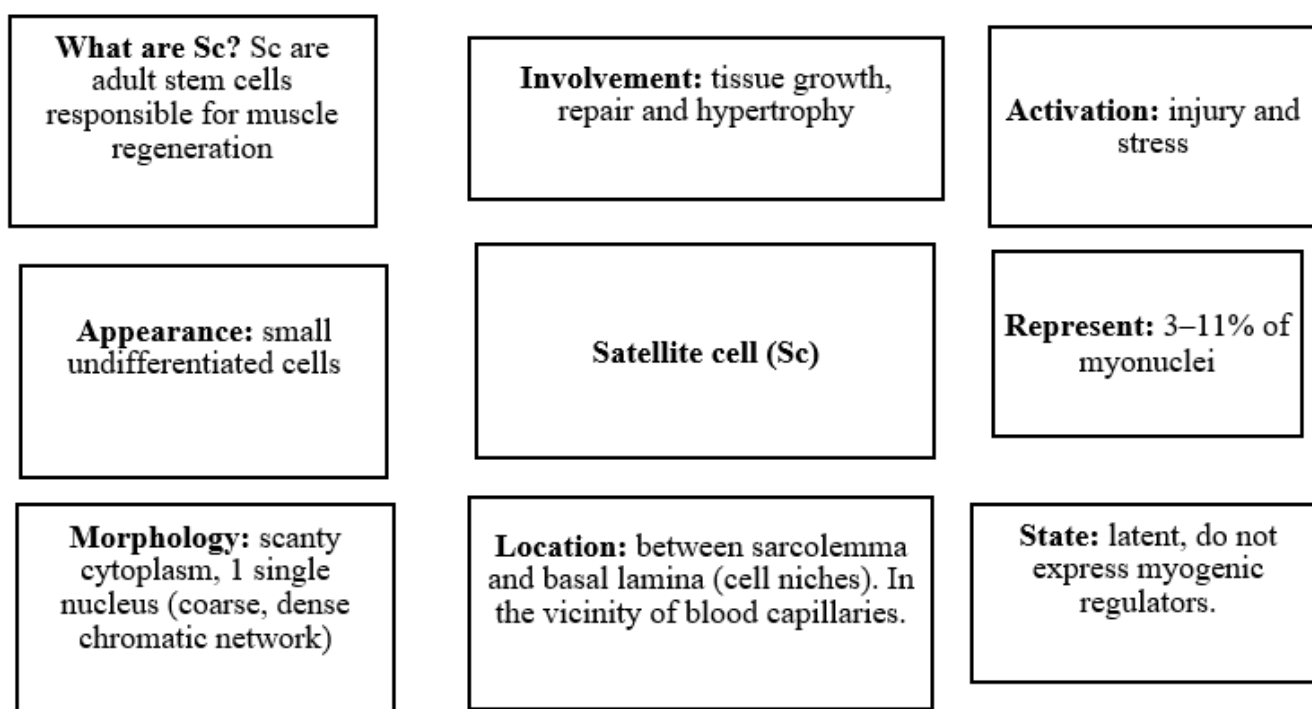 What are Sc? Sc are
adult stem cells
responsible for muscle
regeneration
Involvement: tissue growth,
repair and hypertrophy
Activation: injury and
stress
Appearance: small
undifferentiated cells
Satellite cell (Sc)
Represent: 3–11% of
myonuclei
Morphology: scanty
cytoplasm, 1 single
nucleus (coarse, dense
chromatic network)
Location: between sarcolemma
and basal lamina (cell niches). In
the vicinity of blood capillaries.
State: latent, do not
express myogenic
regulators.